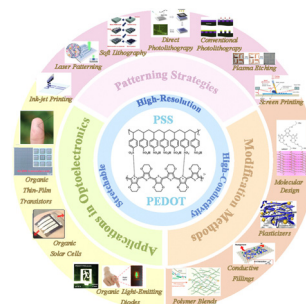 Direct
Photolithograpy
Conventional
Photolithograpy
Soft Lithography
Plasma Etching
Laser Patterning
Screen Printing
Ink-jet Printing
Patterning Strategies
High-Resolution
PSS
PEDOT
Stretchable
High-Conductivity
Applications in Optoelectronics
Modification Methods
Molecular
Design
Plasticizers
Conductive
Fillings
Polymer Blends
Organic
Thin-Film
Transistors
Organic
Solar Cells
Organic Light-Emitting
Diodes